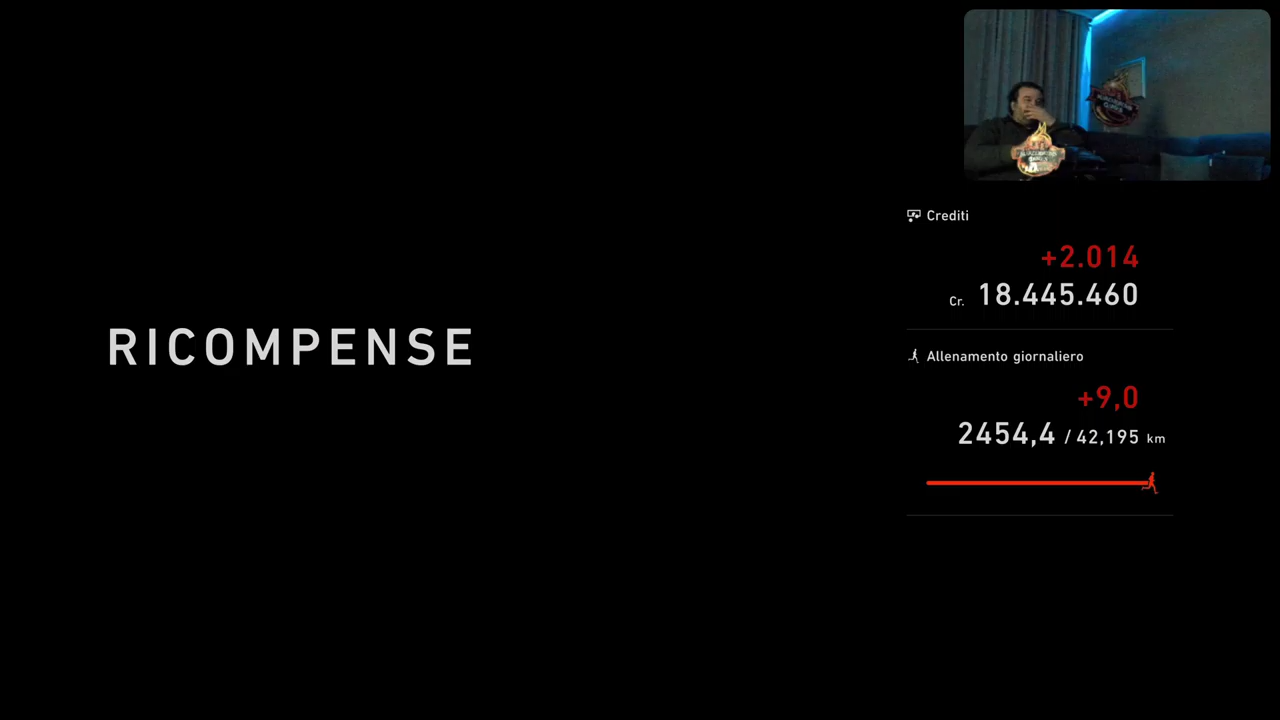 Crediti
+2.014
Cr. 18.445.460
RICOMPENSE
Allenamento giornaliero
+9,0
2454,4 / 42,195 km